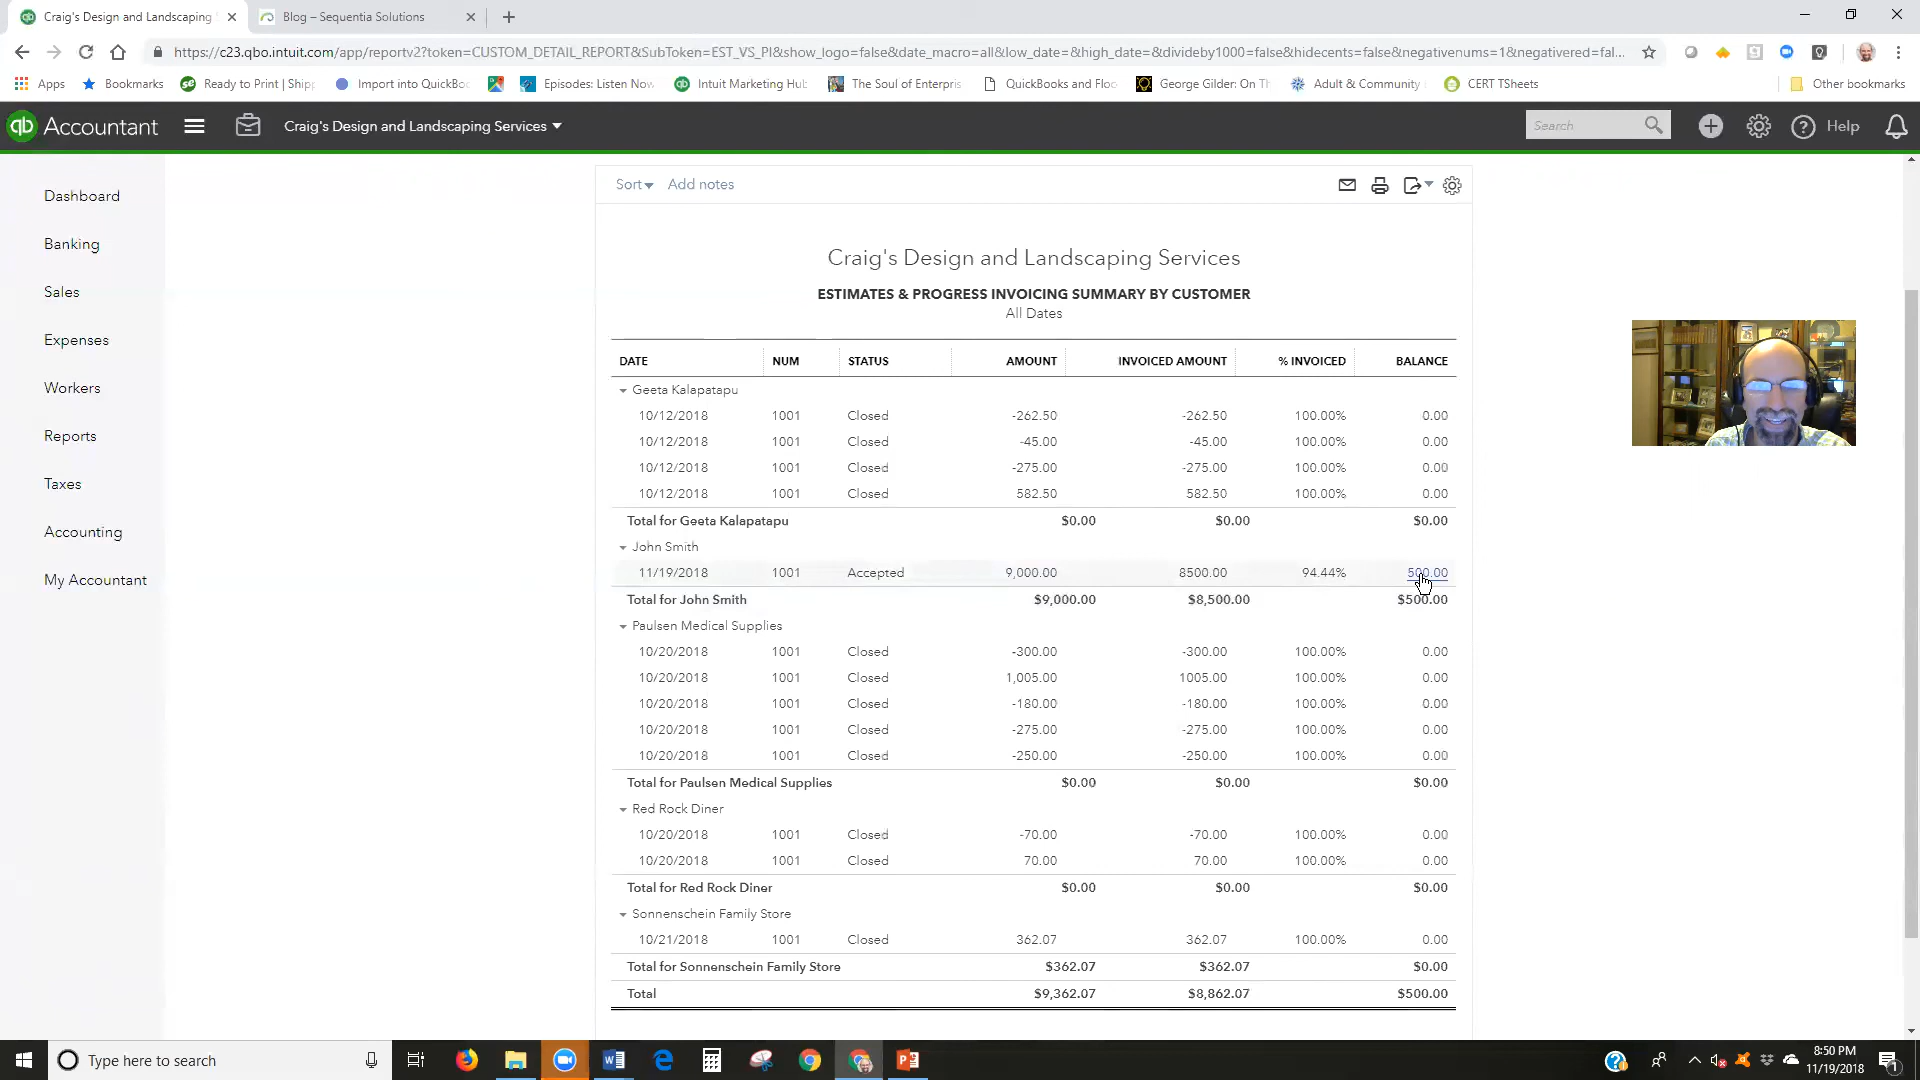 Craig's Design and Landscaping
Blog – Sequentia Solutions
https://c23.qbo.intuit.com/app/reportv2?token=CUSTOM_DETAIL_REPORT&SubToken=EST_VS_PI&show_logo=false&date_macro=all&low_date=&high_date=&divideby1000=false&hidecents=false&negativenums=1&negativered=fal...
Apps Bookmarks Ready to Print | Ship Import into QuickBo Episodes: Listen Now Intuit Marketing Hub The Soul of Enterpris QuickBooks and Floo George Gilder: On Th Adult & Community CERT TSheets Other bookmarks
qb Accountant Craig's Design and Landscaping Services Search Help
Dashboard
Banking
Sales
Expenses
Workers
Reports
Taxes
Accounting
My Accountant
Sort Add notes
Craig's Design and Landscaping Services
ESTIMATES & PROGRESS INVOICING SUMMARY BY CUSTOMER
All Dates
DATE NUM STATUS AMOUNT INVOICED AMOUNT % INVOICED BALANCE
Geeta Kalapatapu
10/12/2018 1001 Closed -262.50 -262.50 100.00% 0.00
10/12/2018 1001 Closed -45.00 -45.00 100.00% 0.00
10/12/2018 1001 Closed -275.00 -275.00 100.00% 0.00
10/12/2018 1001 Closed 582.50 582.50 100.00% 0.00
Total for Geeta Kalapatapu $0.00 $0.00 $0.00
John Smith
11/19/2018 1001 Accepted 9,000.00 8500.00 94.44% 500.00
Total for John Smith $9,000.00 $8,500.00 $500.00
Paulsen Medical Supplies
10/20/2018 1001 Closed -300.00 -300.00 100.00% 0.00
10/20/2018 1001 Closed 1,005.00 1005.00 100.00% 0.00
10/20/2018 1001 Closed -180.00 -180.00 100.00% 0.00
10/20/2018 1001 Closed -275.00 -275.00 100.00% 0.00
10/20/2018 1001 Closed -250.00 -250.00 100.00% 0.00
Total for Paulsen Medical Supplies $0.00 $0.00 $0.00
Red Rock Diner
10/20/2018 1001 Closed -70.00 -70.00 100.00% 0.00
10/20/2018 1001 Closed 70.00 70.00 100.00% 0.00
Total for Red Rock Diner $0.00 $0.00 $0.00
Sonnenschein Family Store
10/21/2018 1001 Closed 362.07 362.07 100.00% 0.00
Total for Sonnenschein Family Store $362.07 $362.07 $0.00
Total $9,362.07 $8,862.07 $500.00
Type here to search
8:50 PM
11/19/2018